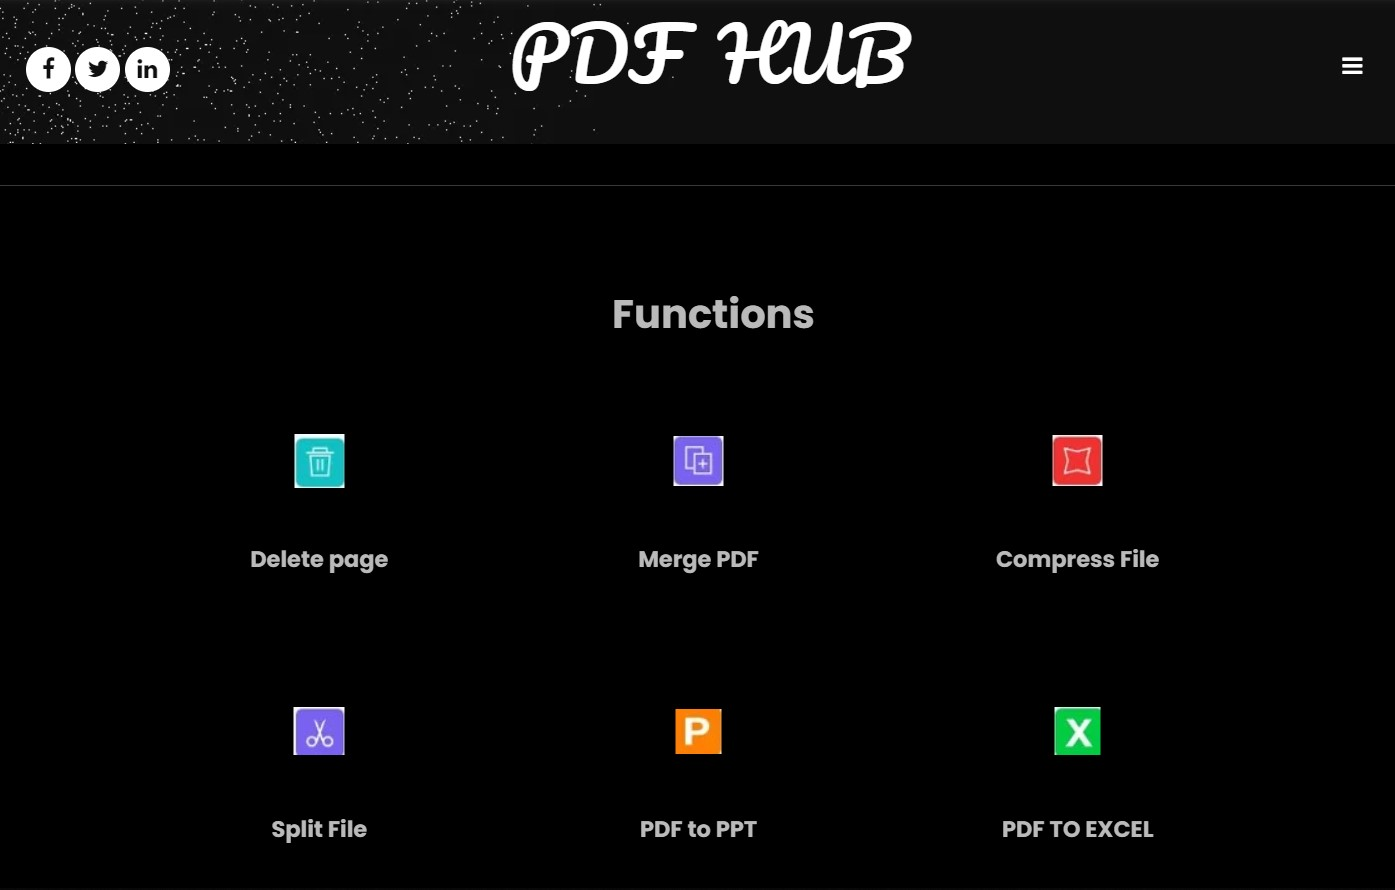 PDF HUB
Functions
Delete page
Merge PDF
Compress File
Split File
P
PDF to PPT
X
PDF TO EXCEL